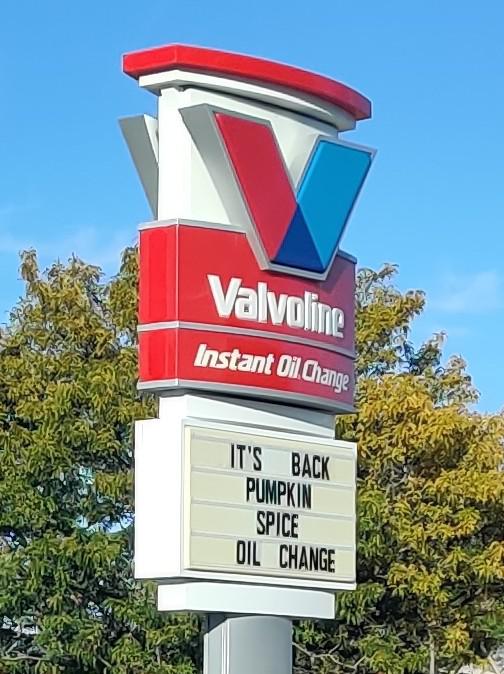 Valvoline
Instant Oil Change
IT'S BACK
PUMPKIN
SPICE
OIL CHANGE